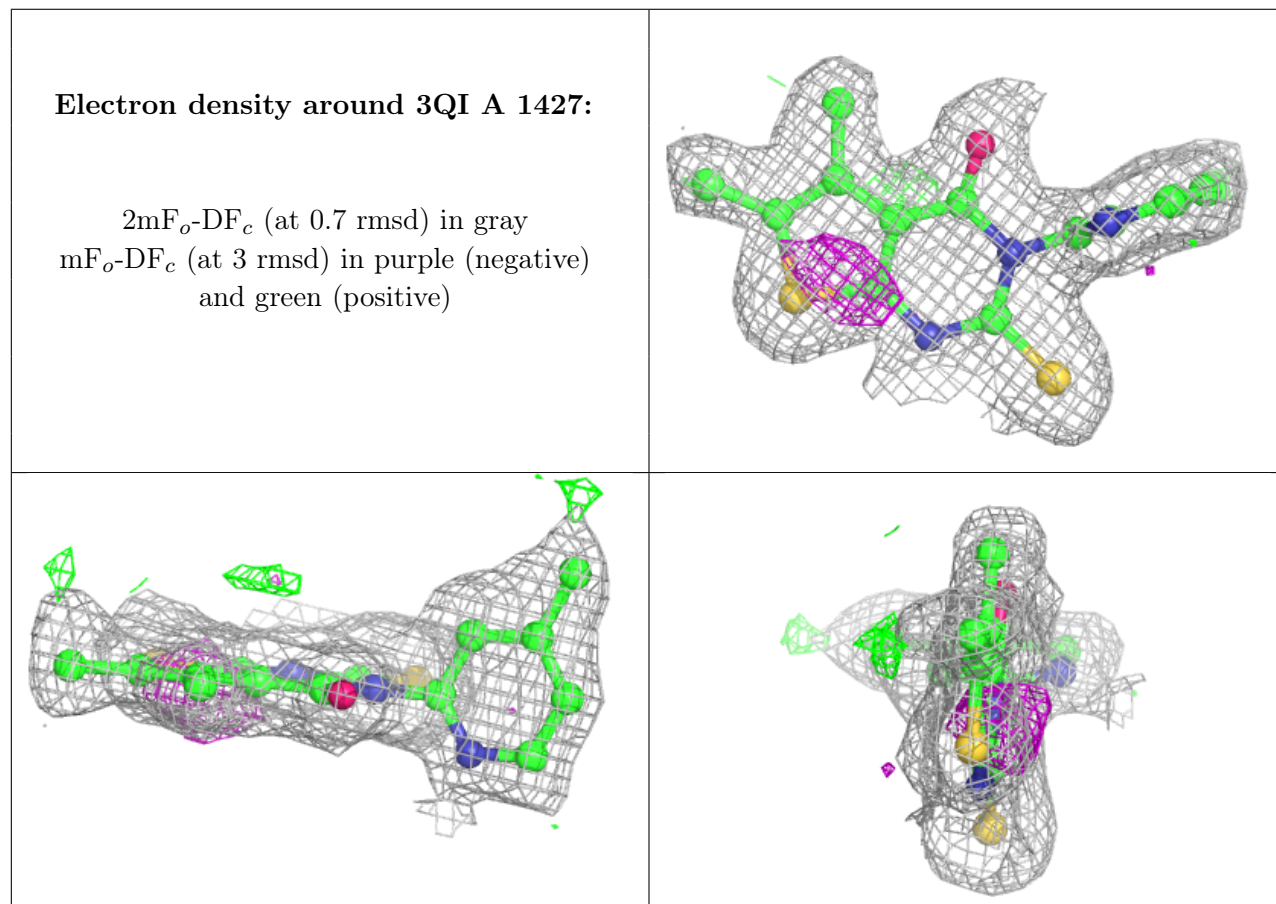 Electron density around 3QI A 1427:
2mFo-DFc (at 0.7 rmsd) in gray
mFo-DFc (at 3 rmsd) in purple (negative)
and green (positive)